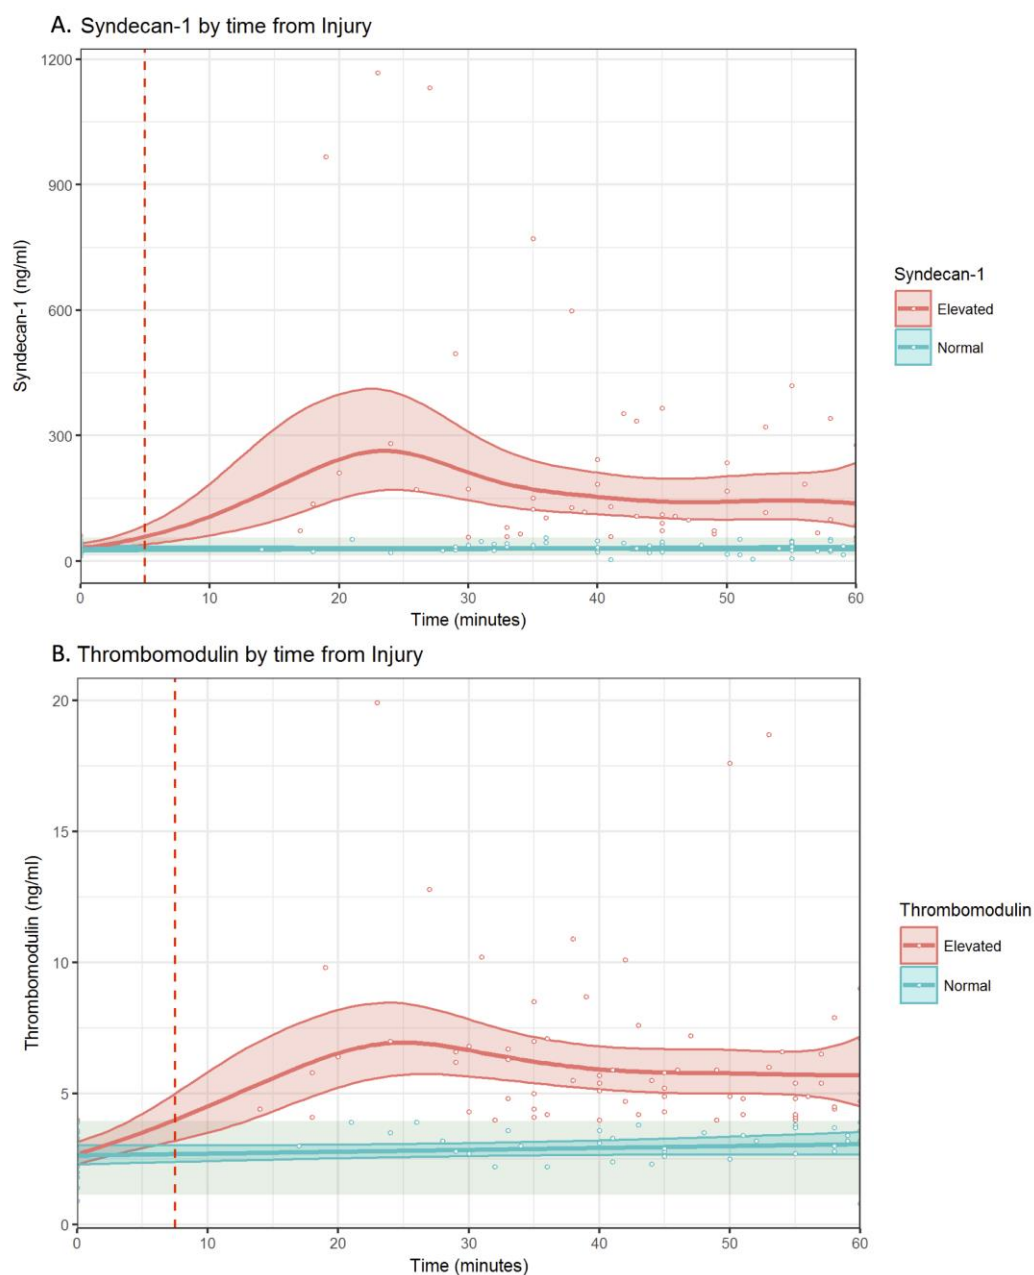 A. Syndecan-1 by time from Injury
1200
900
600
300
0
Syndecan-1 (ng/ml)
0 10 20 30 40 50 60
Time (minutes)
Syndecan-1
Elevated
Normal
B. Thrombomodulin by time from Injury
20
15
10
5
0
Thrombomodulin (ng/ml)
0 10 20 30 40 50 60
Time (minutes)
Thrombomodulin
Elevated
Normal